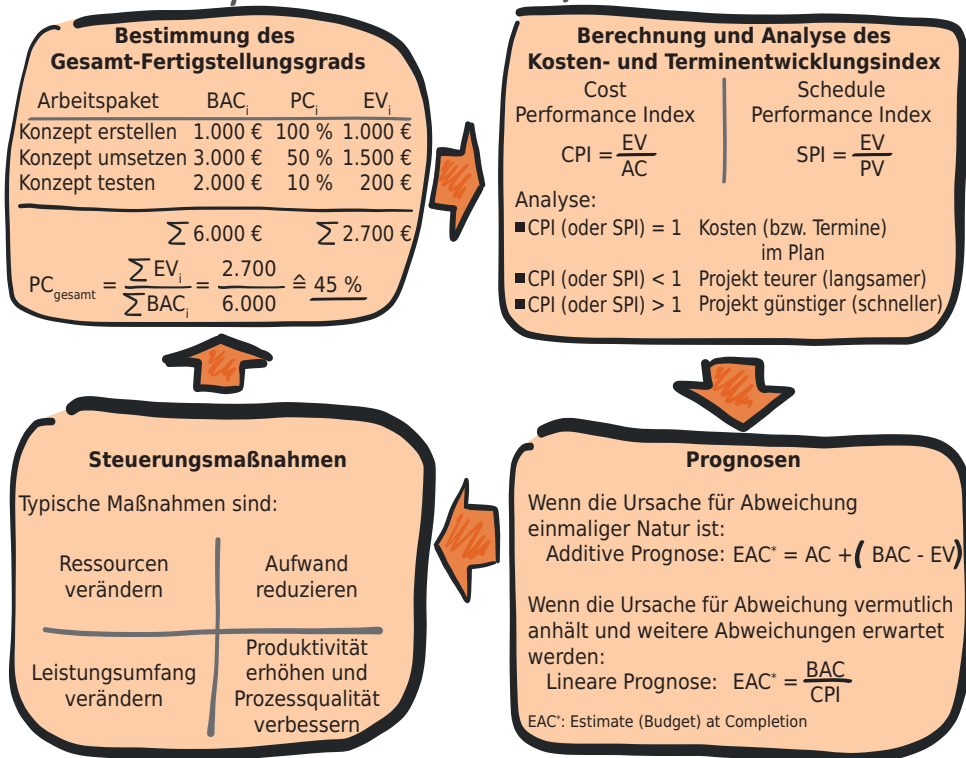 Bestimmung des
Gesamt-Fertigstellungsgrads
Arbeitspaket BACi PCi EVi
Konzept erstellen 1.000 € 100 % 1.000 €
Konzept umsetzen 3.000 € 50 % 1.500 €
Konzept testen 2.000 € 10 % 200 €
∑ 6.000 € ∑ 2.700 €
PCgesamt = ∑ EVi / ∑ BACi = 2.700 / 6.000 ≙ 45 %
Berechnung und Analyse des
Kosten- und Terminentwicklungsindex
Cost
Performance Index
CPI = EV / AC
Schedule
Performance Index
SPI = EV / PV
Analyse:
■ CPI (oder SPI) = 1 Kosten (bzw. Termine)
im Plan
■ CPI (oder SPI) < 1 Projekt teurer (langsamer)
■ CPI (oder SPI) > 1 Projekt günstiger (schneller)
Prognosen
Wenn die Ursache für Abweichung
einmaliger Natur ist:
Additive Prognose: EAC* = AC + ( BAC - EV)
Wenn die Ursache für Abweichung vermutlich
anhält und weitere Abweichungen erwartet
werden:
Lineare Prognose: EAC* = BAC / CPI
EAC*: Estimate (Budget) at Completion
Steuerungsmaßnahmen
Typische Maßnahmen sind:
Ressourcen
verändern
Aufwand
reduzieren
Leistungsumfang
verändern
Produktivität
erhöhen und
Prozessqualität
verbessern